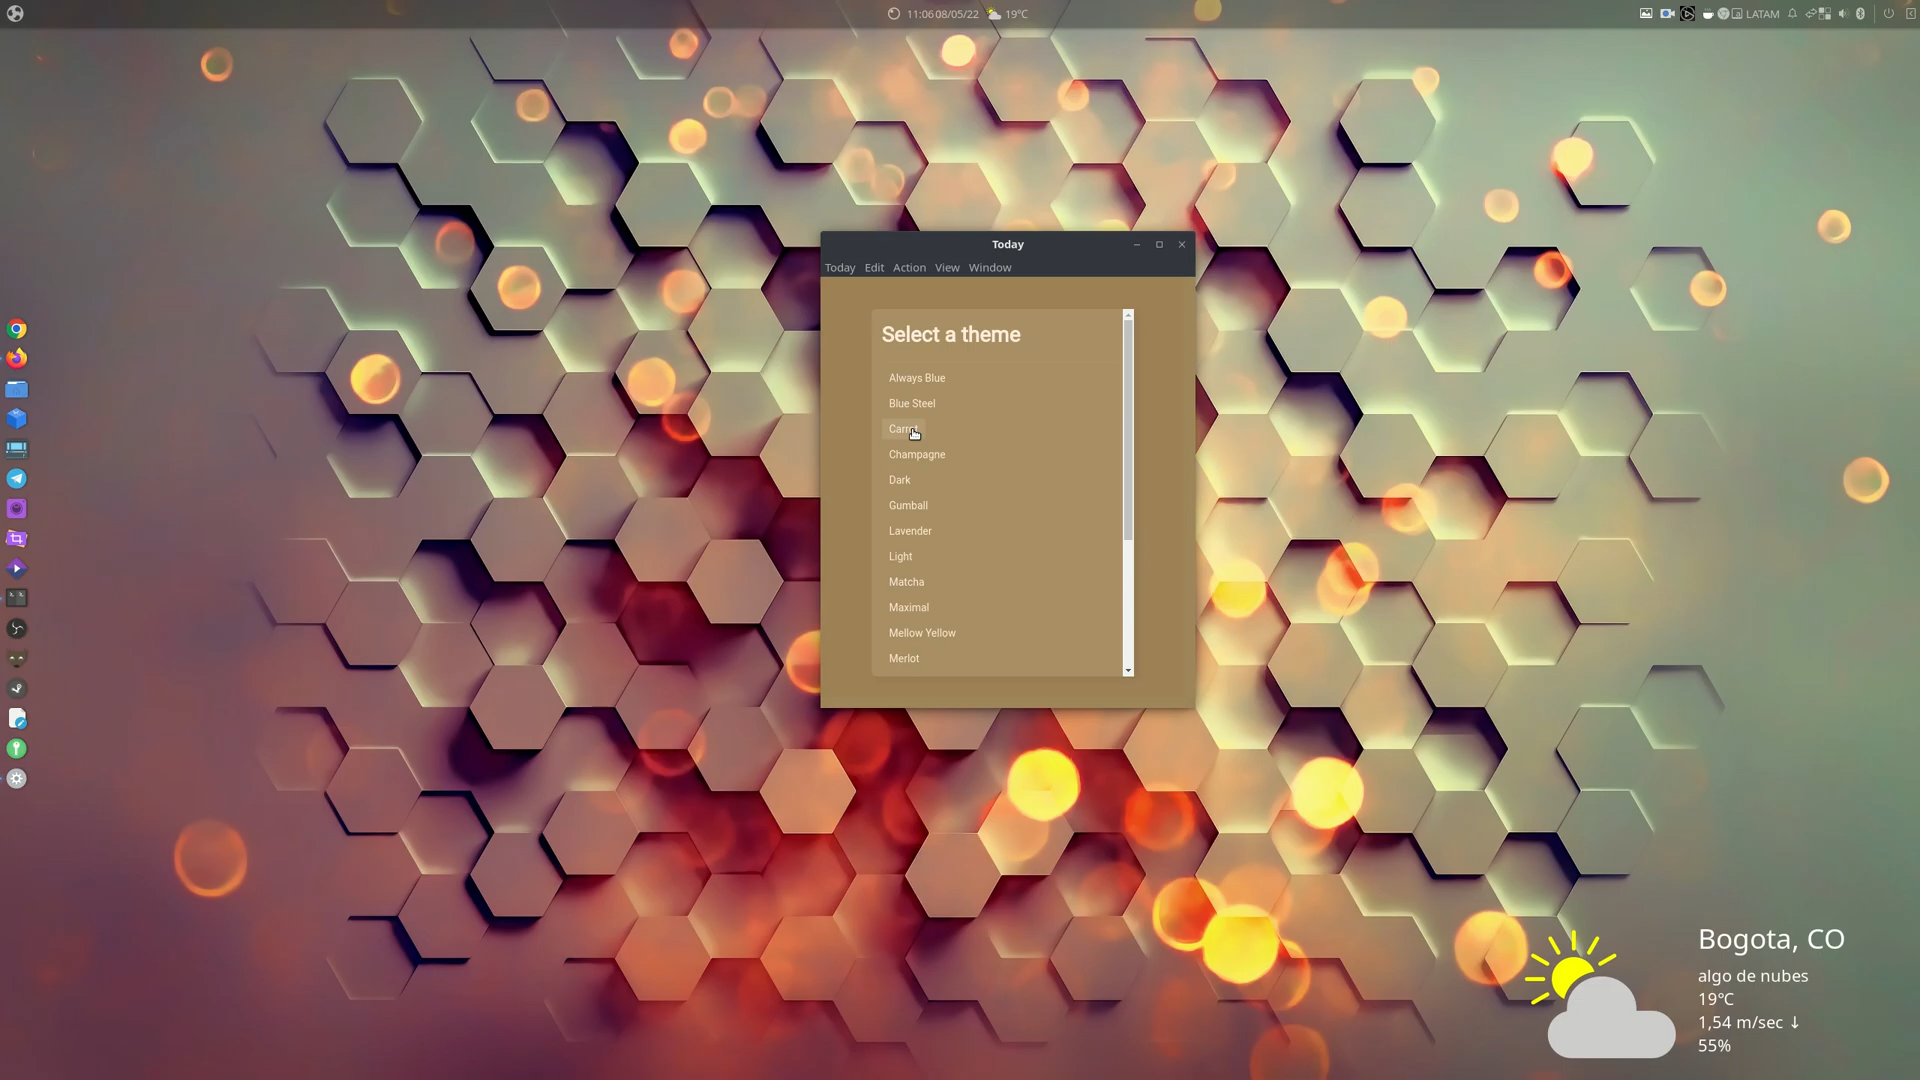 11:06 08/05/22 19°C
LATAM
Today
Today Edit Action View Window
Select a theme
Always Blue
Blue Steel
Carrot
Champagne
Dark
Gumball
Lavender
Light
Matcha
Maximal
Mellow Yellow
Merlot
Bogota, CO
algo de nubes
19°C
1,54 m/sec ↓
55%